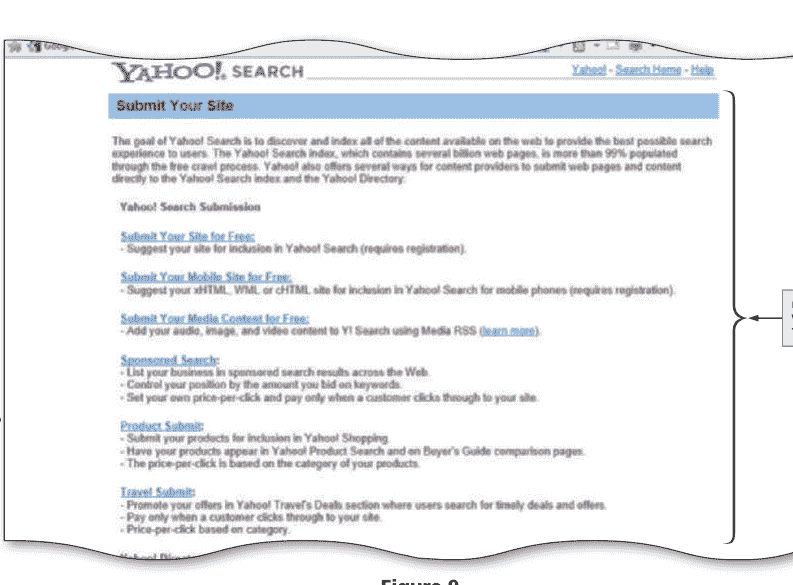 YAHOO! SEARCH
Yahoo! - Search Home - Help
Submit Your Site
The goal of Yahoo! Search is to discover and index all of the content available on the web to provide the best possible search
experience to users. The Yahoo! Search index, which contains several billion web pages, is more than 99% populated
through the free crawl process. Yahoo! also offers several ways for content providers to submit web pages and content
directly to the Yahoo! Search index and the Yahoo! Directory:
Yahoo! Search Submission
Submit Your Site for Free:
- Suggest your site for inclusion in Yahoo! Search (requires registration).
Submit Your Mobile Site for Free:
- Suggest your xHTML, WML or cHTML site for inclusion in Yahoo! Search for mobile phones (requires registration).
Submit Your Media Content for Free:
- Add your audio, image, and video content to Y! Search using Media RSS (learn more).
Sponsored Search:
- List your business in sponsored search results across the Web.
- Control your position by the amount you bid on keywords.
- Set your own price-per-click and pay only when a customer clicks through to your site.
Product Submit:
- Submit your products for inclusion in Yahoo! Shopping.
- Have your products appear in Yahoo! Product Search and on Buyer's Guide comparison pages.
- The price-per-click is based on the category of your products.
Travel Submit:
- Promote your offers in Yahoo! Travel's Deals section where users search for timely deals and offers.
- Pay only when a customer clicks through to your site.
- Price-per-click based on category.